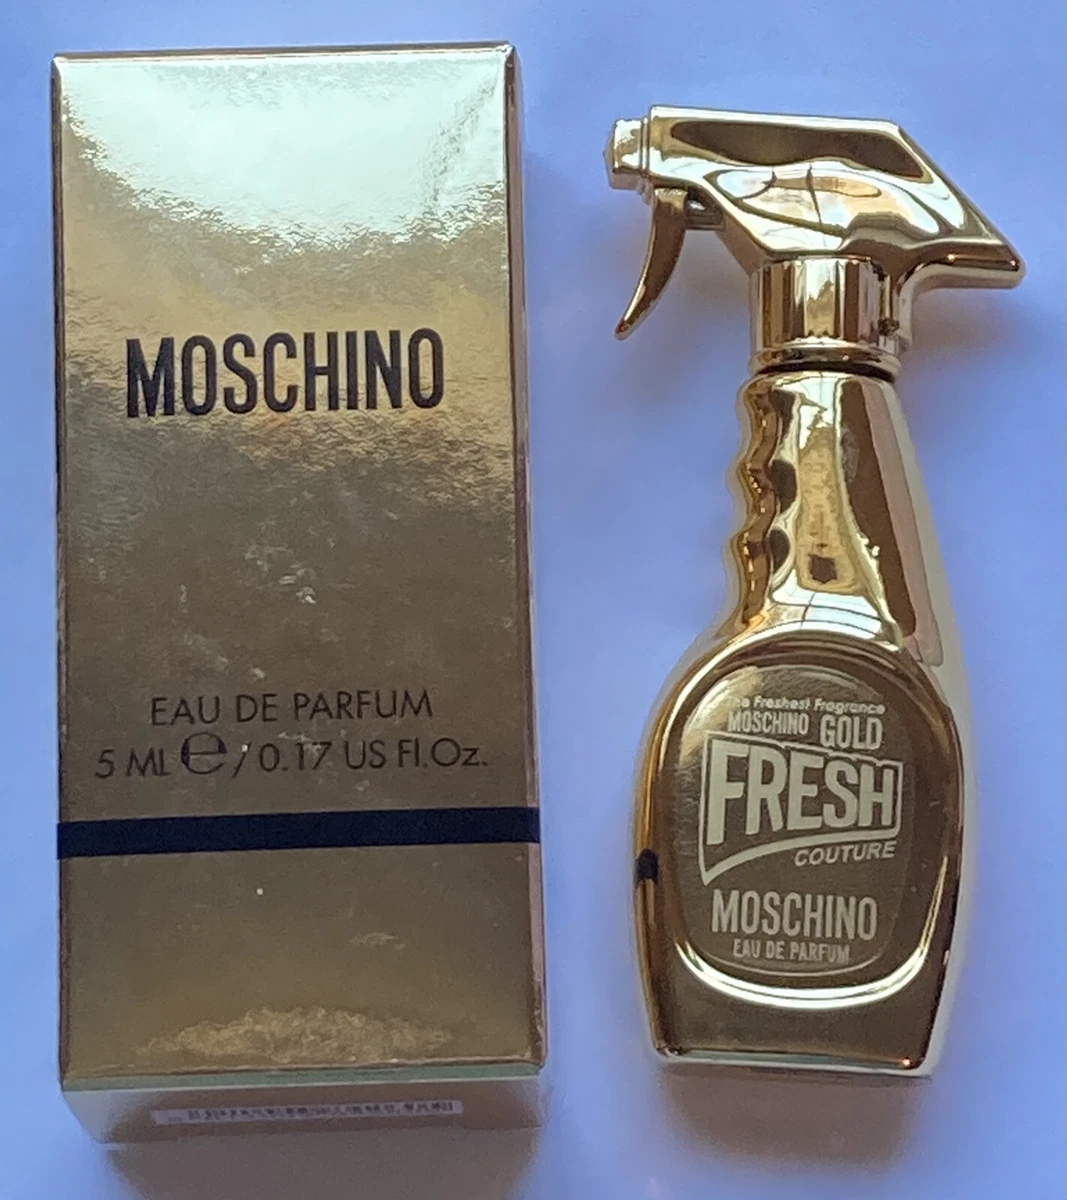 MOSCHINO
EAU DE PARFUM
5 ML ℮ / 0.17 US Fl.Oz.
The Freshest Fragrance
MOSCHINO GOLD
FRESH
COUTURE
MOSCHINO
EAU DE PARFUM